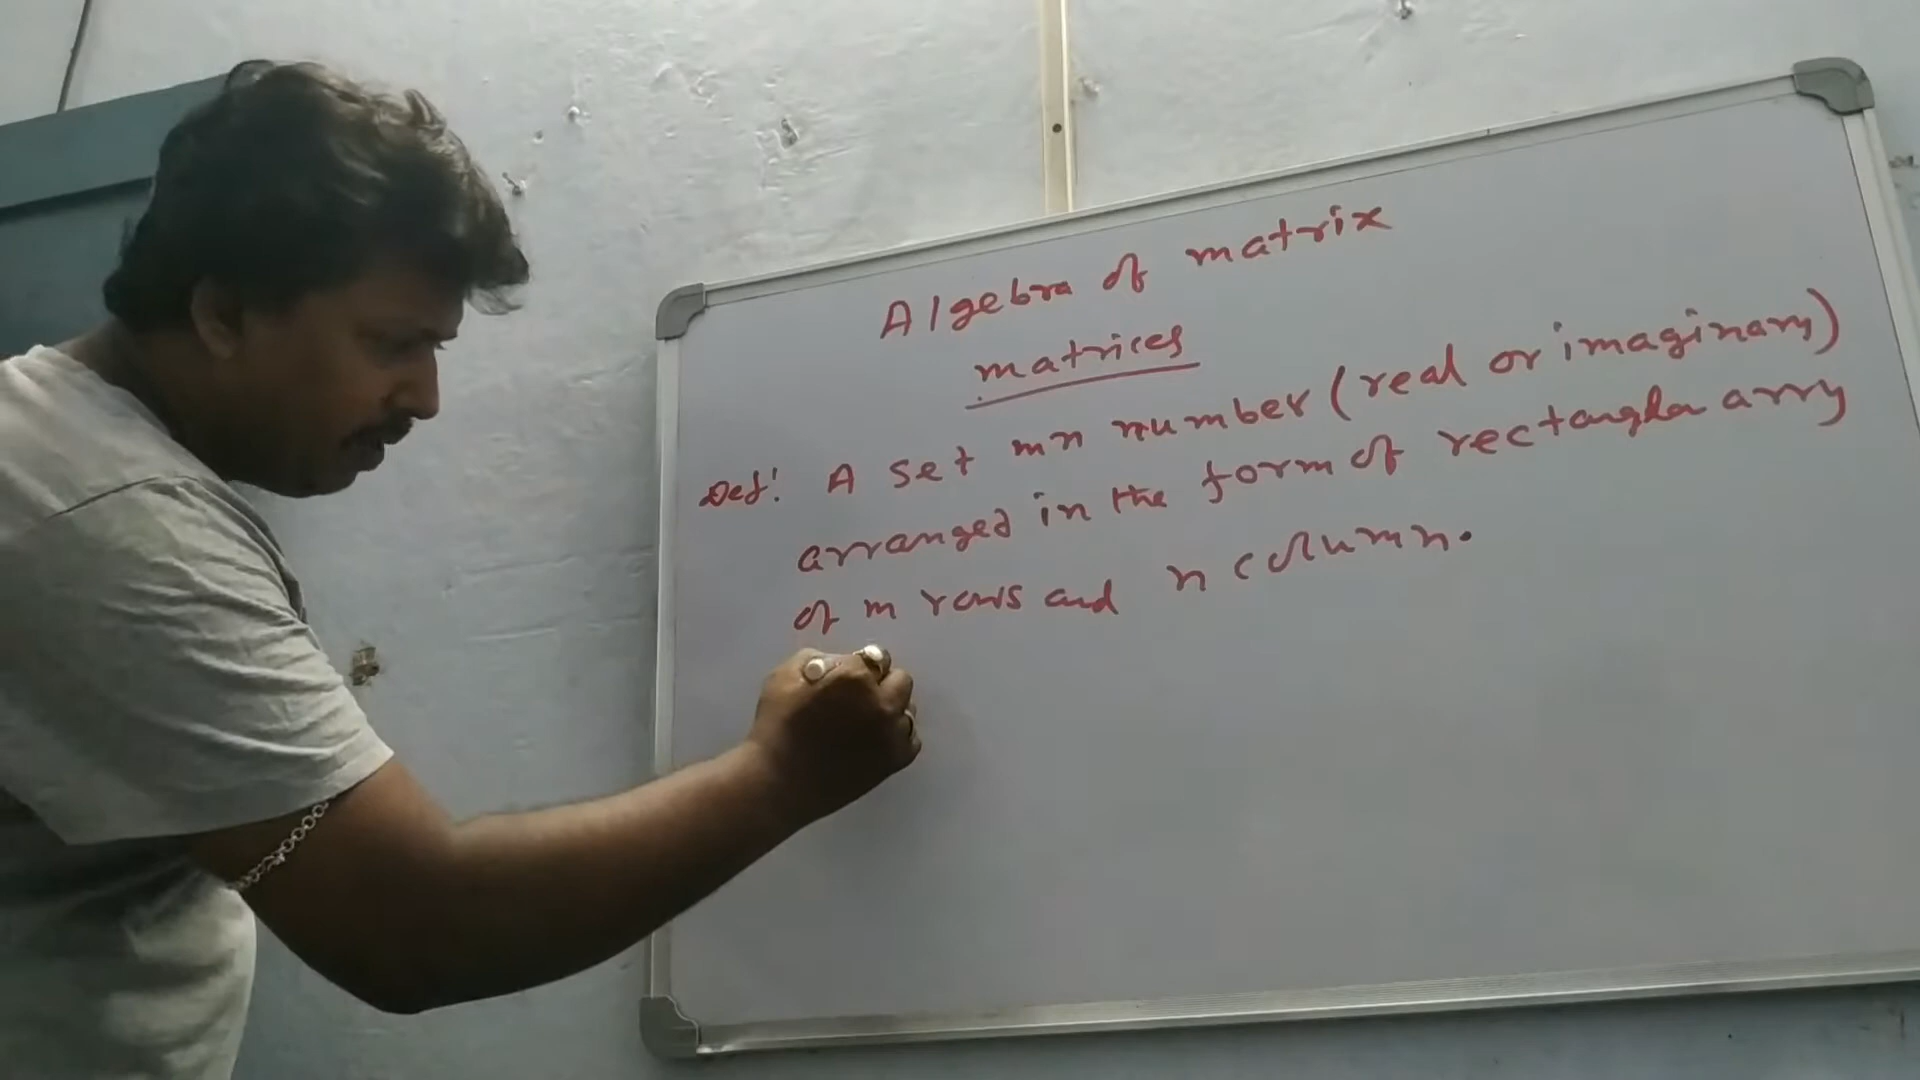 Algebra of matrix
matrices
Def! A set mn number (real or imaginary)
arranged in the form of rectangular arry
of m rows and n column.